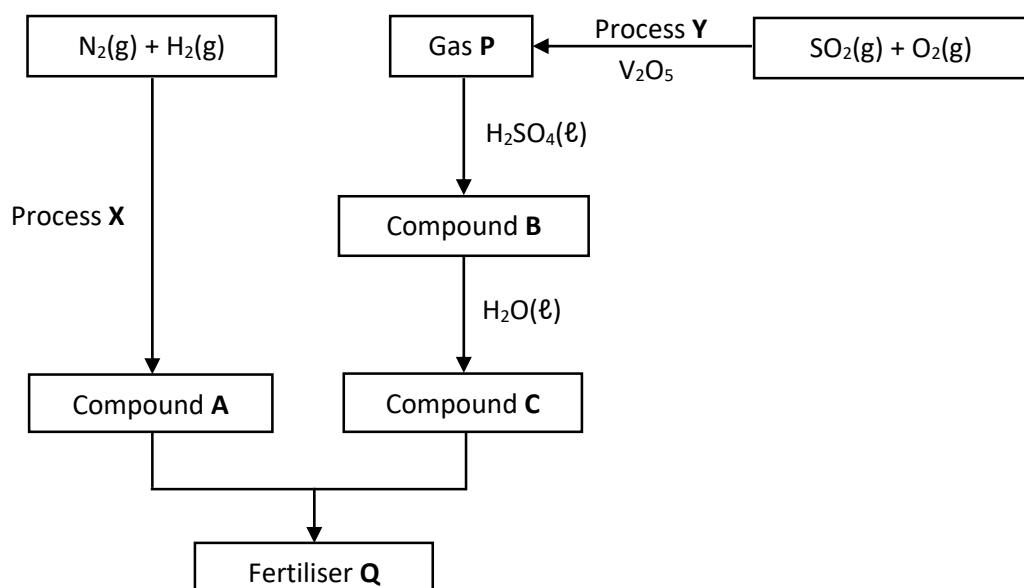 N₂(g) + H₂(g)
Gas P
Process Y
V₂O₅
SO₂(g) + O₂(g)
H₂SO₄(ℓ)
Process X
Compound B
H₂O(ℓ)
Compound A
Compound C
Fertiliser Q